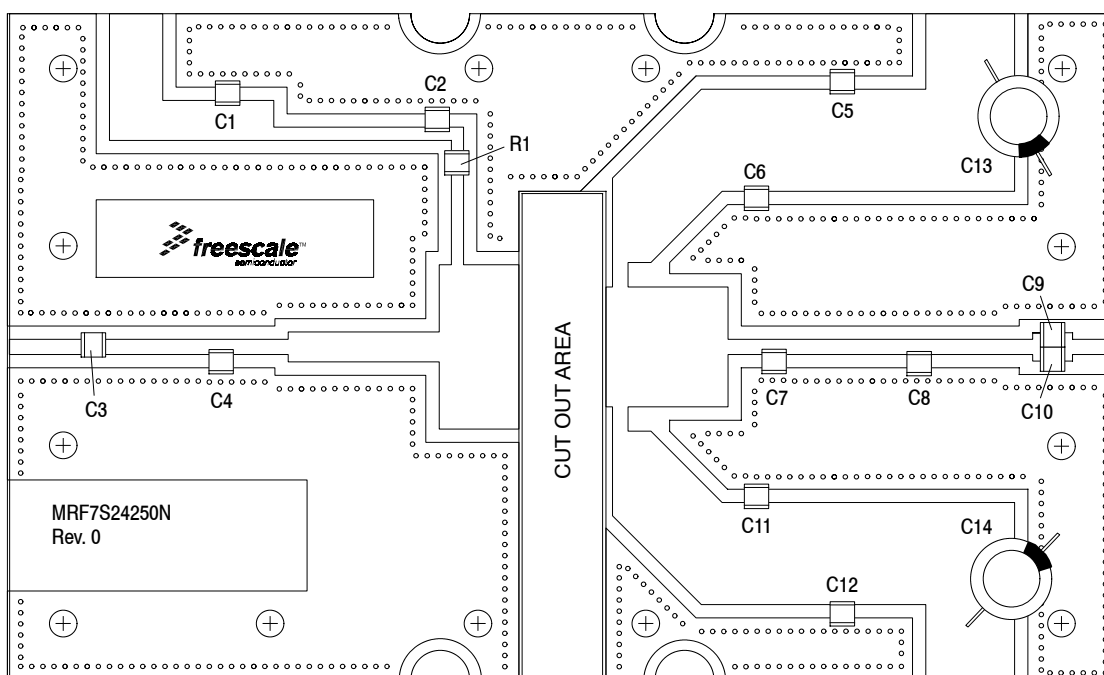 C2
C1
C5
R1
C13
C6
freescale™
semiconductor
C9
CUT OUT AREA
C3
C4
C7
C8
C10
MRF7S24250N
Rev. 0
C11
C14
C12